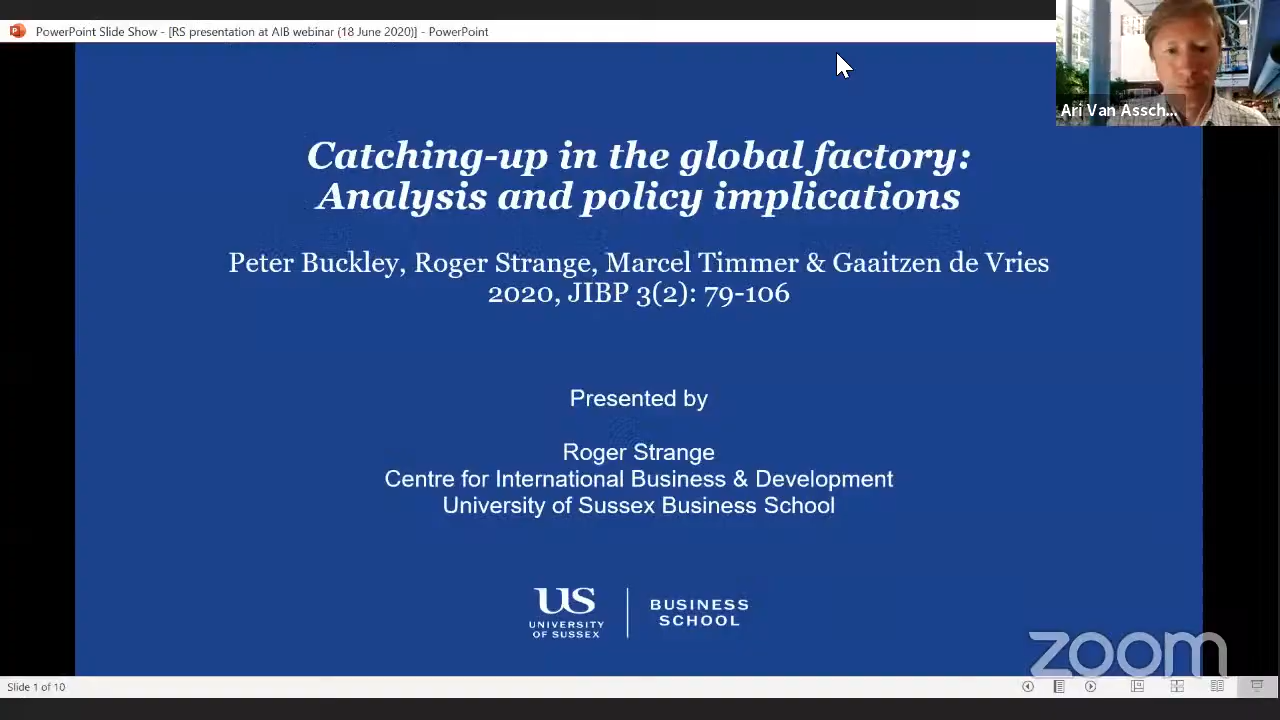 PowerPoint Slide Show - [RS presentation at AIB webinar (18 June 2020)] - PowerPoint
Ari Van Assch...
Catching-up in the global factory:
Analysis and policy implications
Peter Buckley, Roger Strange, Marcel Timmer & Gaaitzen de Vries
2020, JIBP 3(2): 79-106
Presented by
Roger Strange
Centre for International Business & Development
University of Sussex Business School
US
UNIVERSITY
OF SUSSEX
BUSINESS
SCHOOL
zoom
Slide 1 of 10